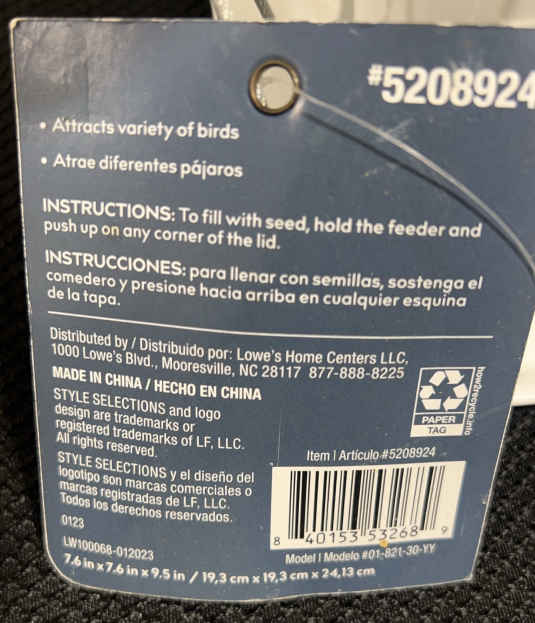 #5208924
• Attracts variety of birds
• Atrae diferentes pájaros
INSTRUCTIONS: To fill with seed, hold the feeder and
push up on any corner of the lid.
INSTRUCCIONES: para llenar con semillas, sostenga el
comedero y presione hacia arriba en cualquier esquina
de la tapa.
Distributed by / Distribuido por: Lowe's Home Centers LLC,
1000 Lowe's Blvd., Mooresville, NC 28117 877-888-8225
MADE IN CHINA / HECHO EN CHINA
STYLE SELECTIONS and logo
design are trademarks or
registered trademarks of LF, LLC.
All rights reserved.
STYLE SELECTIONS y el diseño del
logotipo son marcas comerciales o
marcas registradas de LF, LLC.
Todos los derechos reservados.
0123
LW100068-012023
7.6 in x 7.6 in x 9.5 in / 19,3 cm x 19,3 cm x 24,13 cm
PAPER
TAG
how2recycle.info
Item | Artículo #5208924
8 40153 53268 9
Model | Modelo #01-821-30-YY